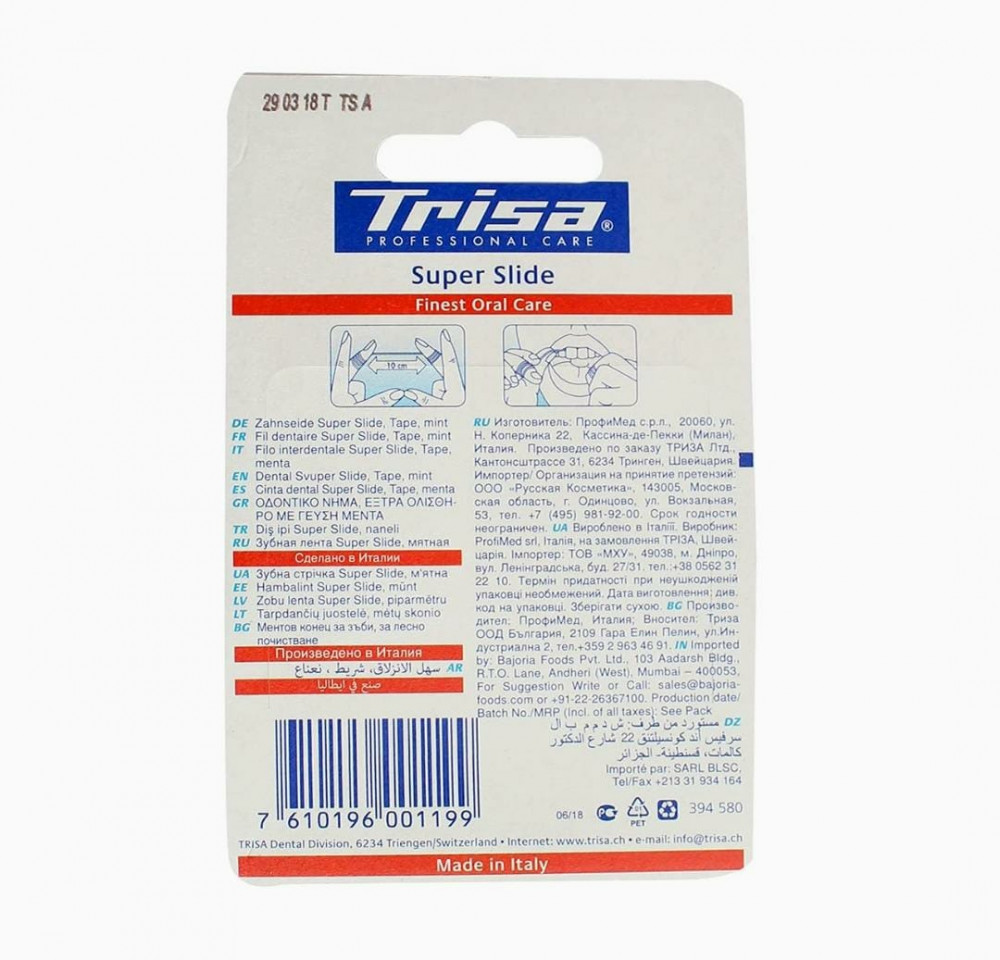 29 03 18 T TS A
Trisa®
PROFESSIONAL CARE
Super Slide
Finest Oral Care
10 cm
DE Zahnseide Super Slide, Tape, mint
FR Fil dentaire Super Slide, Tape, mint
IT Filo interdentale Super Slide, Tape,
menta
EN Dental Svuper Slide, Tape, mint
ES Cinta dental Super Slide, Tape, menta
GR ΟΔΟΝΤΙΚΟ ΝΗΜΑ, ΕΞΤΡΑ ΟΛΙΣΘΗ-
ΡΟ ΜΕ ΓΕΥΣΗ ΜΕΝΤΑ
TR Diş ipi Super Slide, naneli
RU Зубная лента Super Slide, мятная
Сделано в Италии
UA Зубна стрічка Super Slide, м'ятна
EE Hambalint Super Slide, münt
LV Zobu lenta Super Slide, piparmētru
LT Tarpdančių juostelė, mėtų skonio
BG Ментов конец за зъби, за лесно
почистване
Произведено в Италия
AR سهل الانزلاق، شريط ، نعناع
صنع في ايطاليا
RU Изготовитель: ПрофиМед с.р.л., 20060, ул.
Н. Коперника 22, Кассина-де-Пекки (Милан),
Италия. Произведено по заказу ТРИЗА Лтд.,
Кантонсштрассе 31, 6234 Тринген, Швейцария.
Импортер/ Организация на принятие претензий:
ООО «Русская Косметика», 143005, Москов-
ская область, г. Одинцово, ул. Вокзальная,
53, тел. +7 (495) 981-92-00. Срок годности
неограничен. UA Вироблено в Італіїї. Виробник:
ProfiMed srl, Італія, на замовлення ТРІЗА, Швей-
царія. Імпортер: ТОВ «МХУ», 49038, м. Дніпро,
вул. Ленінградська, буд. 27/31. тел.:+38 0562 31
22 10. Термін придатності при неушкодженій
упаковці необмежений. Дата виготовлення; див.
код на упаковці. Зберігати сухою. BG Произво-
дител: ПрофиМед, Италия; Вносител: Триза
ООД България, 2109 Гара Елин Пелин, ул.Ин-
дустриална 2, тел.+359 2 963 46 91. IN Imported
by: Bajoria Foods Pvt. Ltd., 103 Aadarsh Bldg.,
R.T.O. Lane, Andheri (West), Mumbai – 400053,
For Suggestion Write or Call: sales@bajoria-
foods.com or +91-22-26367100. Production date/
Batch No./MRP (Incl. of all taxes): See Pack
DZ مستورد من طرف: ش ذ م م ب ال
سرفيس أند كونسيلتنق 22 شارع الدكتور
كالمات، قسنطينة- الجزائر
Importé par: SARL BLSC,
Tel/Fax +213 31 934 164
7 610196 001199
06/18 PET 394 580
TRISA Dental Division, 6234 Triengen/Switzerland • Internet: www.trisa.ch • e-mail: info@trisa.ch
Made in Italy